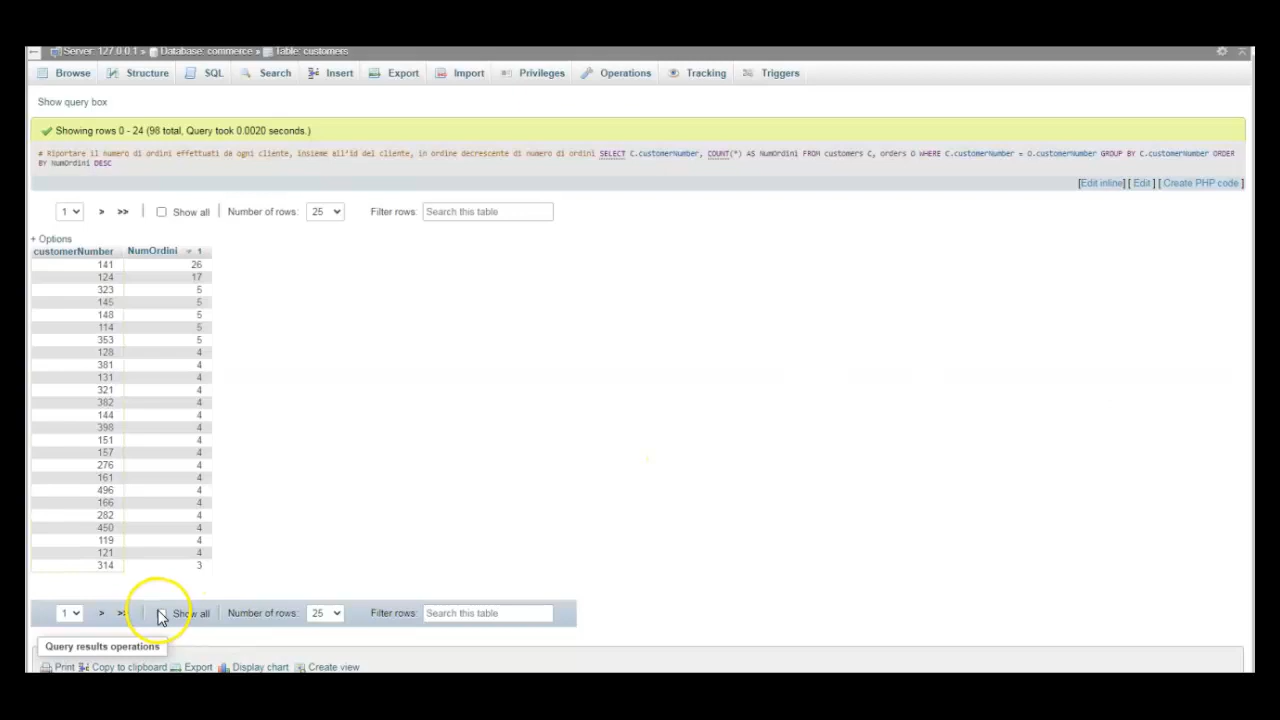 Server: 127.0.0.1 » Database: commerce » Table: customers
Browse Structure SQL Search Insert Export Import Privileges Operations Tracking Triggers
Show query box
Showing rows 0 - 24 (98 total, Query took 0.0020 seconds.)
# Riportare il numero di ordini effettuati da ogni cliente, insieme all'id del cliente, in ordine decrescente di numero di ordini SELECT C.customerNumber, COUNT(*) AS NumOrdini FROM customers C, orders O WHERE C.customerNumber = O.customerNumber GROUP BY C.customerNumber ORDER
BY NumOrdini DESC
[Edit inline] [ Edit ] [ Create PHP code ]
1 > >> Show all Number of rows: 25 Filter rows: Search this table
+ Options
customerNumber NumOrdini 1
141 26
124 17
323 5
145 5
148 5
114 5
353 5
128 4
381 4
131 4
321 4
382 4
144 4
398 4
151 4
157 4
276 4
161 4
496 4
166 4
282 4
450 4
119 4
121 4
314 3
1 > >> Show all Number of rows: 25 Filter rows: Search this table
Query results operations
Print Copy to clipboard Export Display chart Create view